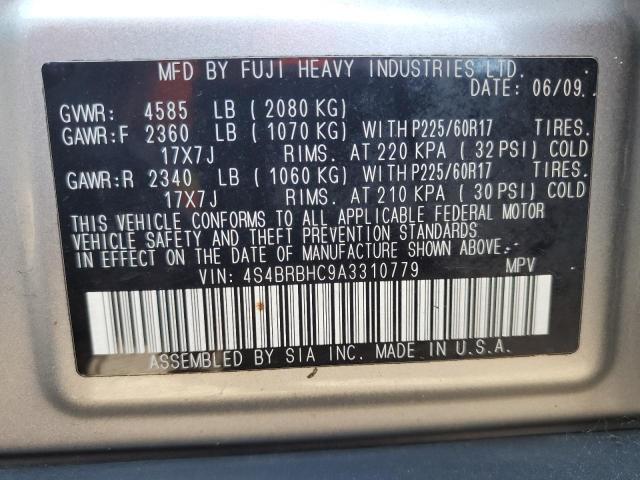 MFD BY FUJI HEAVY INDUSTRIES LTD.
DATE: 06/09
GVWR: 4585 LB (2080 KG)
GAWR:F 2360 LB (1070 KG) WITH P225/60R17 TIRES.
17X7J RIMS. AT 220 KPA (32 PSI) COLD
GAWR:R 2340 LB (1060 KG) WITH P225/60R17 TIRES.
17X7J RIMS. AT 210 KPA (30 PSI) COLD
THIS VEHICLE CONFORMS TO ALL APPLICABLE FEDERAL MOTOR
VEHICLE SAFETY AND THEFT PREVENTION STANDARDS
IN EFFECT ON THE DATE OF MANUFACTURE SHOWN ABOVE.
VIN: 4S4BRBHC9A3310779 MPV
ASSEMBLED BY SIA INC. MADE IN U.S.A.